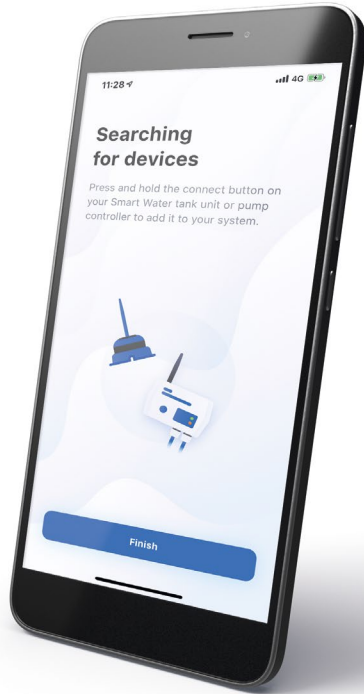 11:28
4G
Searching
for devices
Press and hold the connect button on
your Smart Water tank unit or pump
controller to add it to your system.
Finish